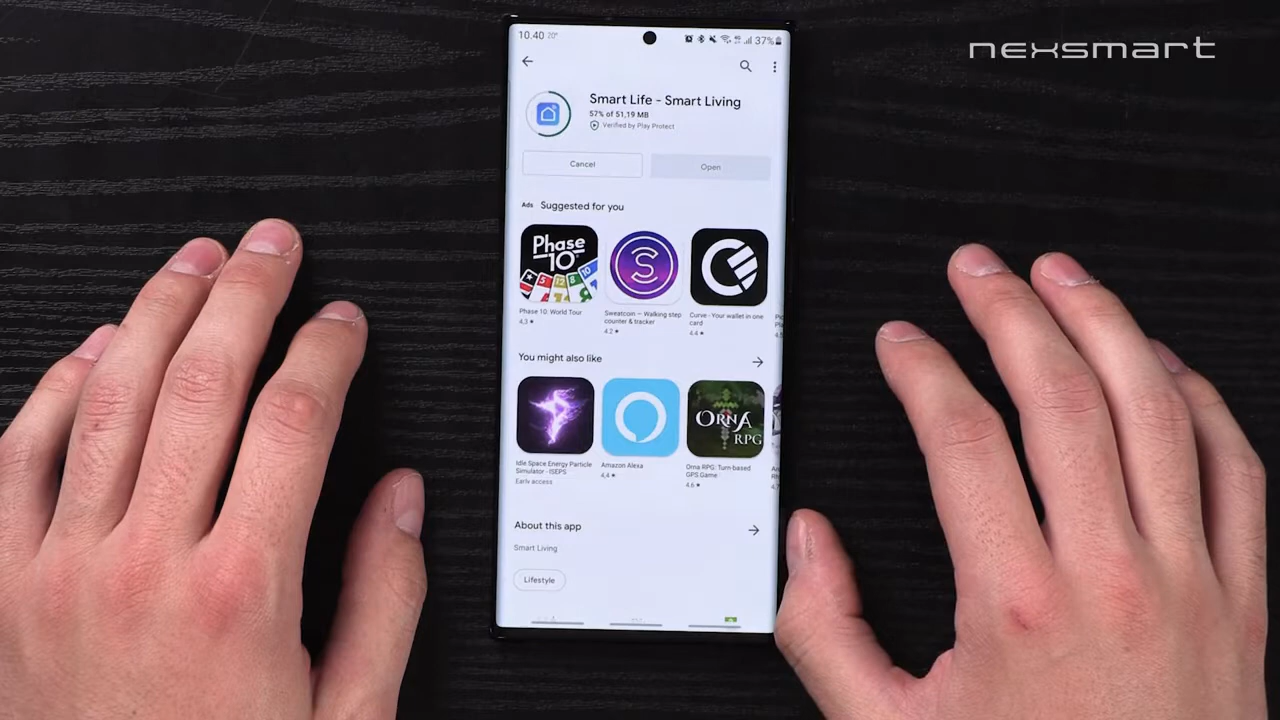 nexsmart
10.40 20°
37%
Smart Life - Smart Living
57% of 51,19 MB
Verified by Play Protect
Cancel
Open
Ads Suggested for you
Phase
10
Phase 10: World Tour
4,3 ★
Sweatcoin — Walking step
counter & tracker
4.2 ★
Curve - Your wallet in one
card
4.4 ★
You might also like
ORNA
RPG
Idle Space Energy Particle
Simulator - ISEPS
Early access
Amazon Alexa
4,4 ★
Orna RPG: Turn-based
GPS Game
4.6 ★
About this app
Smart Living
Lifestyle